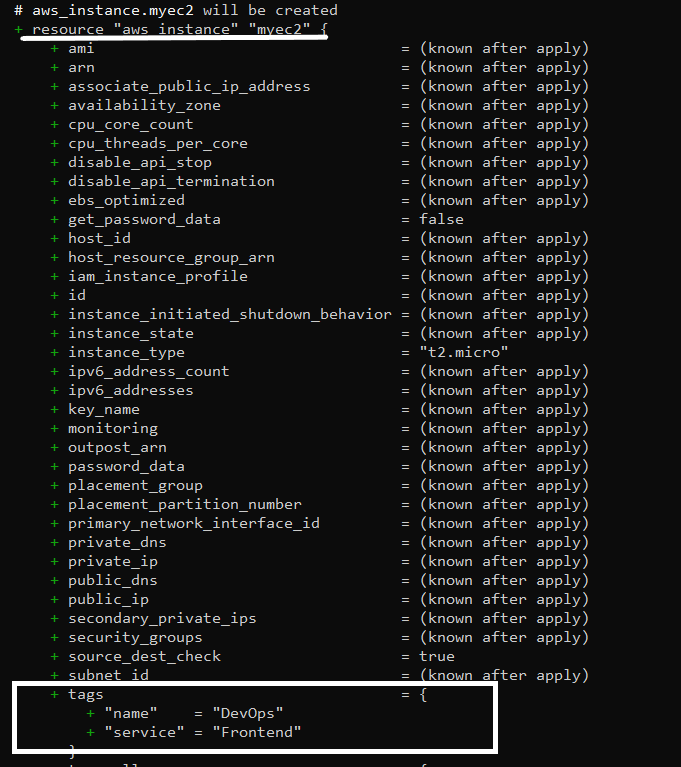 # aws_instance.myec2 will be created
+ resource "aws_instance" "myec2" {
+ ami = (known after apply)
+ arn = (known after apply)
+ associate_public_ip_address = (known after apply)
+ availability_zone = (known after apply)
+ cpu_core_count = (known after apply)
+ cpu_threads_per_core = (known after apply)
+ disable_api_stop = (known after apply)
+ disable_api_termination = (known after apply)
+ ebs_optimized = (known after apply)
+ get_password_data = false
+ host_id = (known after apply)
+ host_resource_group_arn = (known after apply)
+ iam_instance_profile = (known after apply)
+ id = (known after apply)
+ instance_initiated_shutdown_behavior = (known after apply)
+ instance_state = (known after apply)
+ instance_type = "t2.micro"
+ ipv6_address_count = (known after apply)
+ ipv6_addresses = (known after apply)
+ key_name = (known after apply)
+ monitoring = (known after apply)
+ outpost_arn = (known after apply)
+ password_data = (known after apply)
+ placement_group = (known after apply)
+ placement_partition_number = (known after apply)
+ primary_network_interface_id = (known after apply)
+ private_dns = (known after apply)
+ private_ip = (known after apply)
+ public_dns = (known after apply)
+ public_ip = (known after apply)
+ secondary_private_ips = (known after apply)
+ security_groups = (known after apply)
+ source_dest_check = true
+ subnet_id = (known after apply)
+ tags = {
+ "name" = "DevOps"
+ "service" = "Frontend"
}